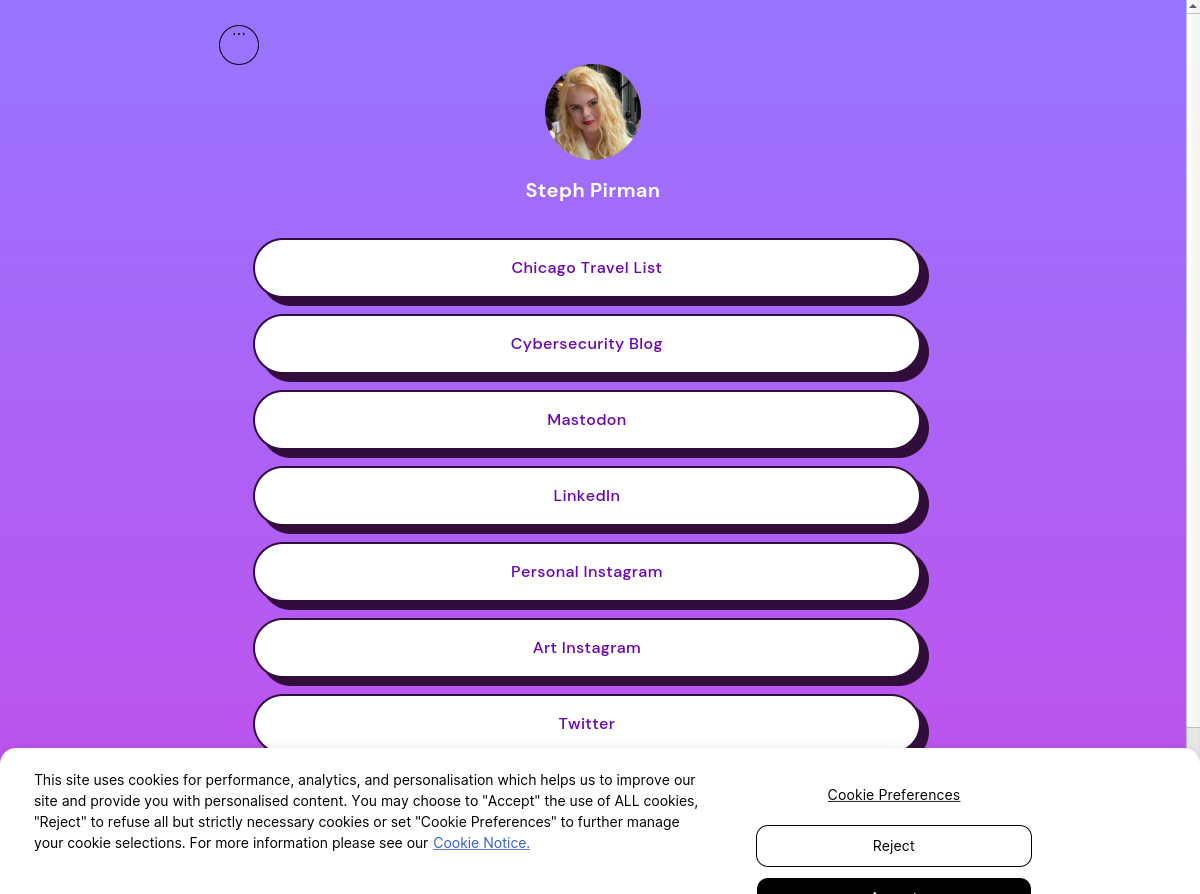 ...
Steph Pirman
Chicago Travel List
Cybersecurity Blog
Mastodon
LinkedIn
Personal Instagram
Art Instagram
Twitter
This site uses cookies for performance, analytics, and personalisation which helps us to improve our
site and provide you with personalised content. You may choose to "Accept" the use of ALL cookies,
"Reject" to refuse all but strictly necessary cookies or set "Cookie Preferences" to further manage
your cookie selections. For more information please see our Cookie Notice.
Cookie Preferences
Reject